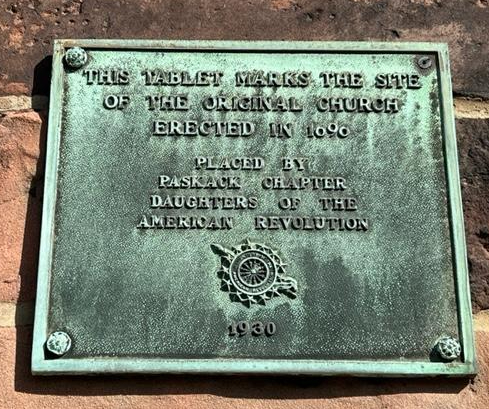 THIS TABLET MARKS THE SITE
OF THE ORIGINAL CHURCH
ERECTED IN 1696
PLACED BY
PASKACK CHAPTER
DAUGHTERS OF THE
AMERICAN REVOLUTION
1930